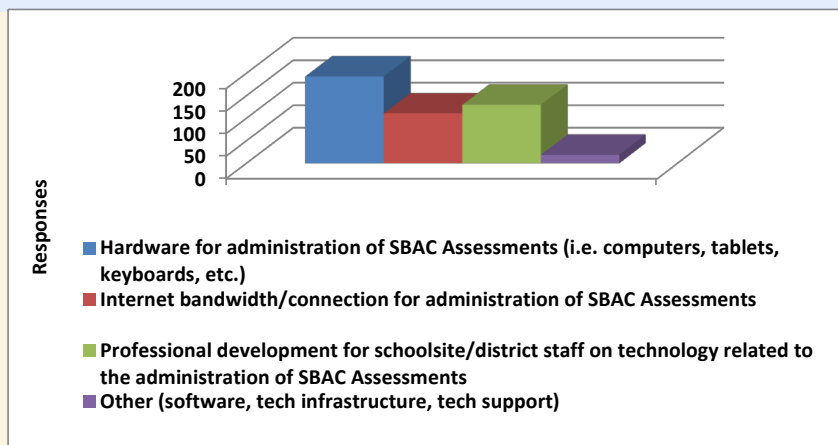 200
150
100
50
0
Responses
Hardware for administration of SBAC Assessments (i.e. computers, tablets,
keyboards, etc.)
Internet bandwidth/connection for administration of SBAC Assessments
Professional development for schoolsite/district staff on technology related to
the administration of SBAC Assessments
Other (software, tech infrastructure, tech support)